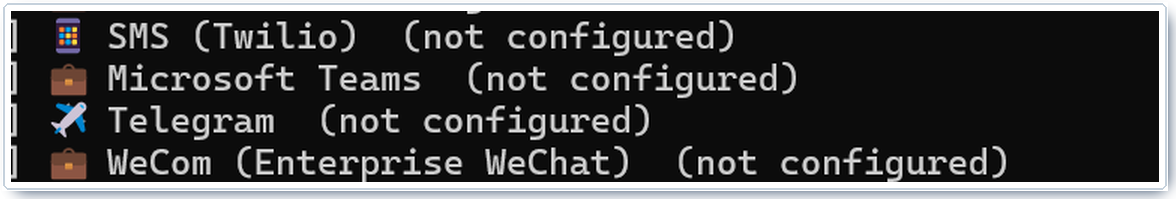 SMS (Twilio)  (not configured)
Microsoft Teams  (not configured)
Telegram  (not configured)
WeCom (Enterprise WeChat)  (not configured)